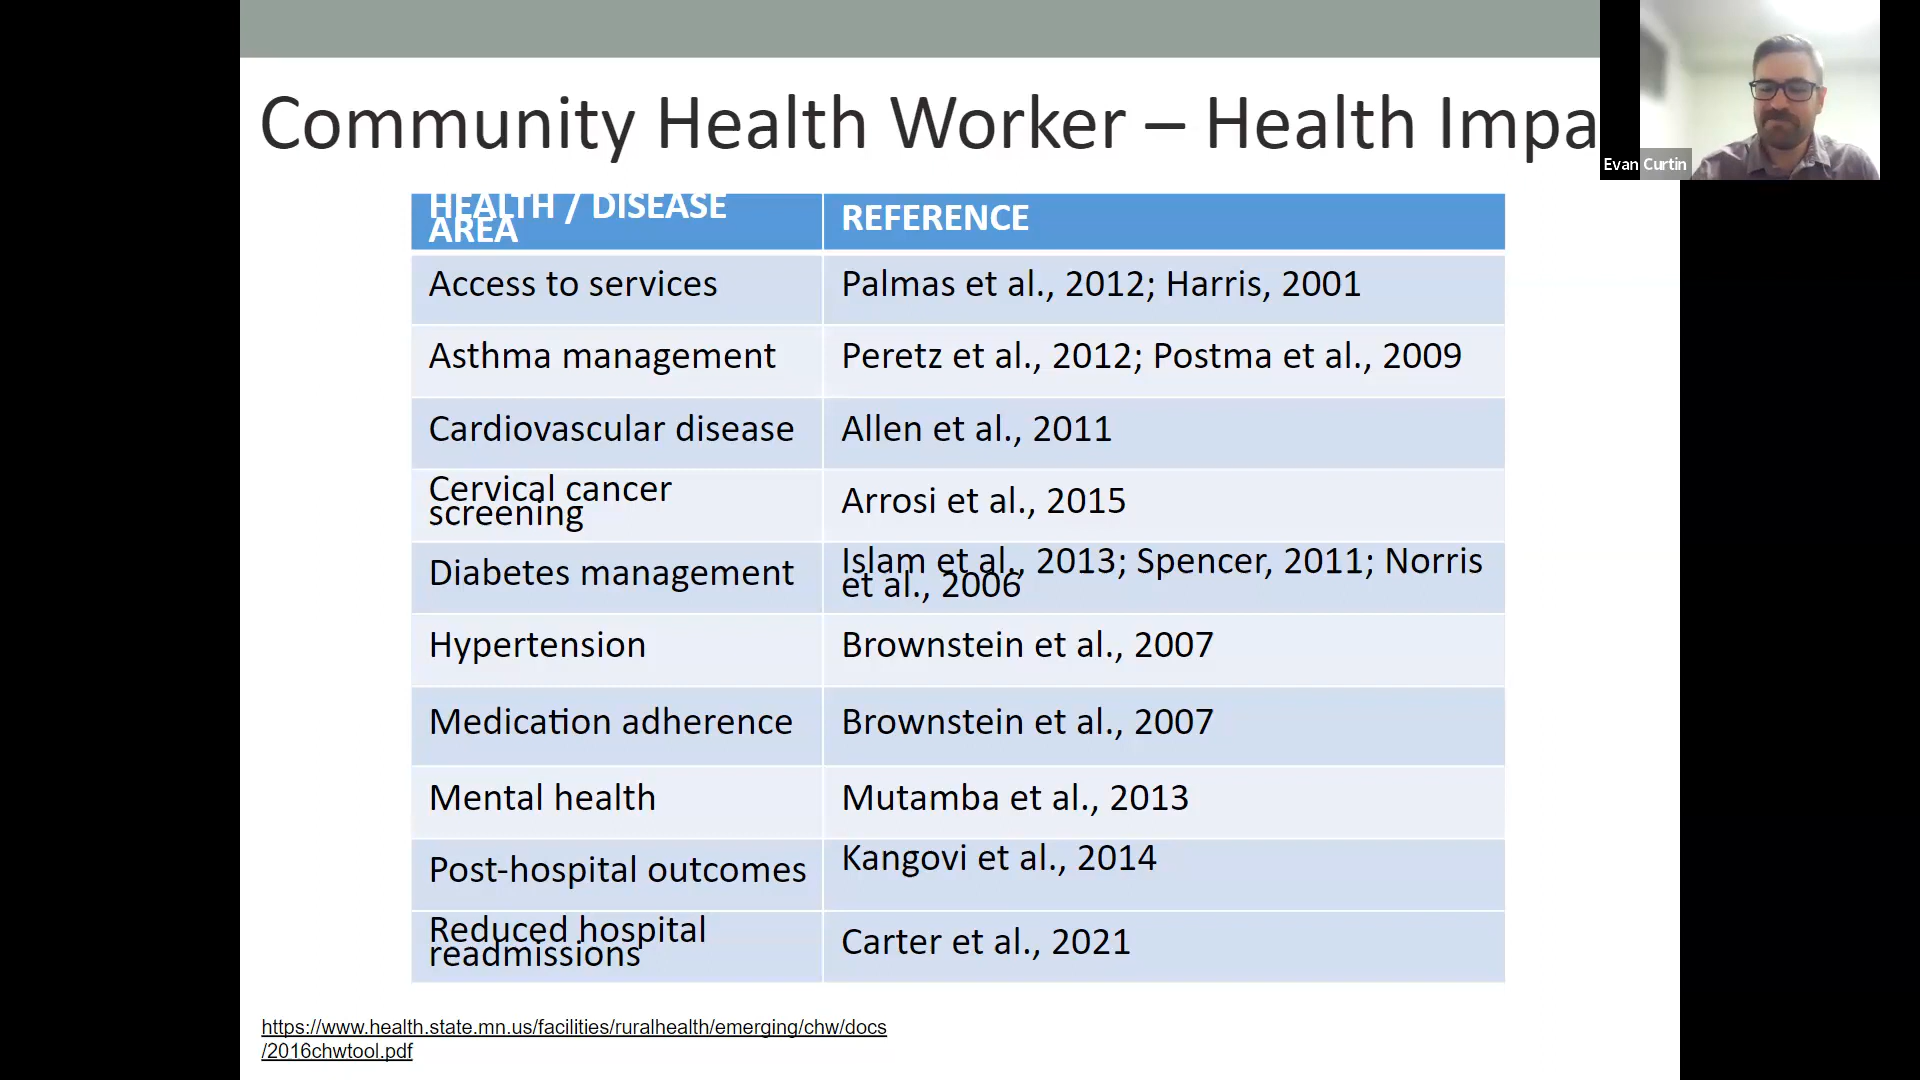 Community Health Worker – Health Impa
Evan Curtin
HEALTH / DISEASE
AREA
REFERENCE
Access to services
Palmas et al., 2012; Harris, 2001
Asthma management
Peretz et al., 2012; Postma et al., 2009
Cardiovascular disease
Allen et al., 2011
Cervical cancer
screening
Arrosi et al., 2015
Diabetes management
Islam et al., 2013; Spencer, 2011; Norris
et al., 2006
Hypertension
Brownstein et al., 2007
Medication adherence
Brownstein et al., 2007
Mental health
Mutamba et al., 2013
Post-hospital outcomes
Kangovi et al., 2014
Reduced hospital
readmissions
Carter et al., 2021
https://www.health.state.mn.us/facilities/ruralhealth/emerging/chw/docs
/2016chwtool.pdf